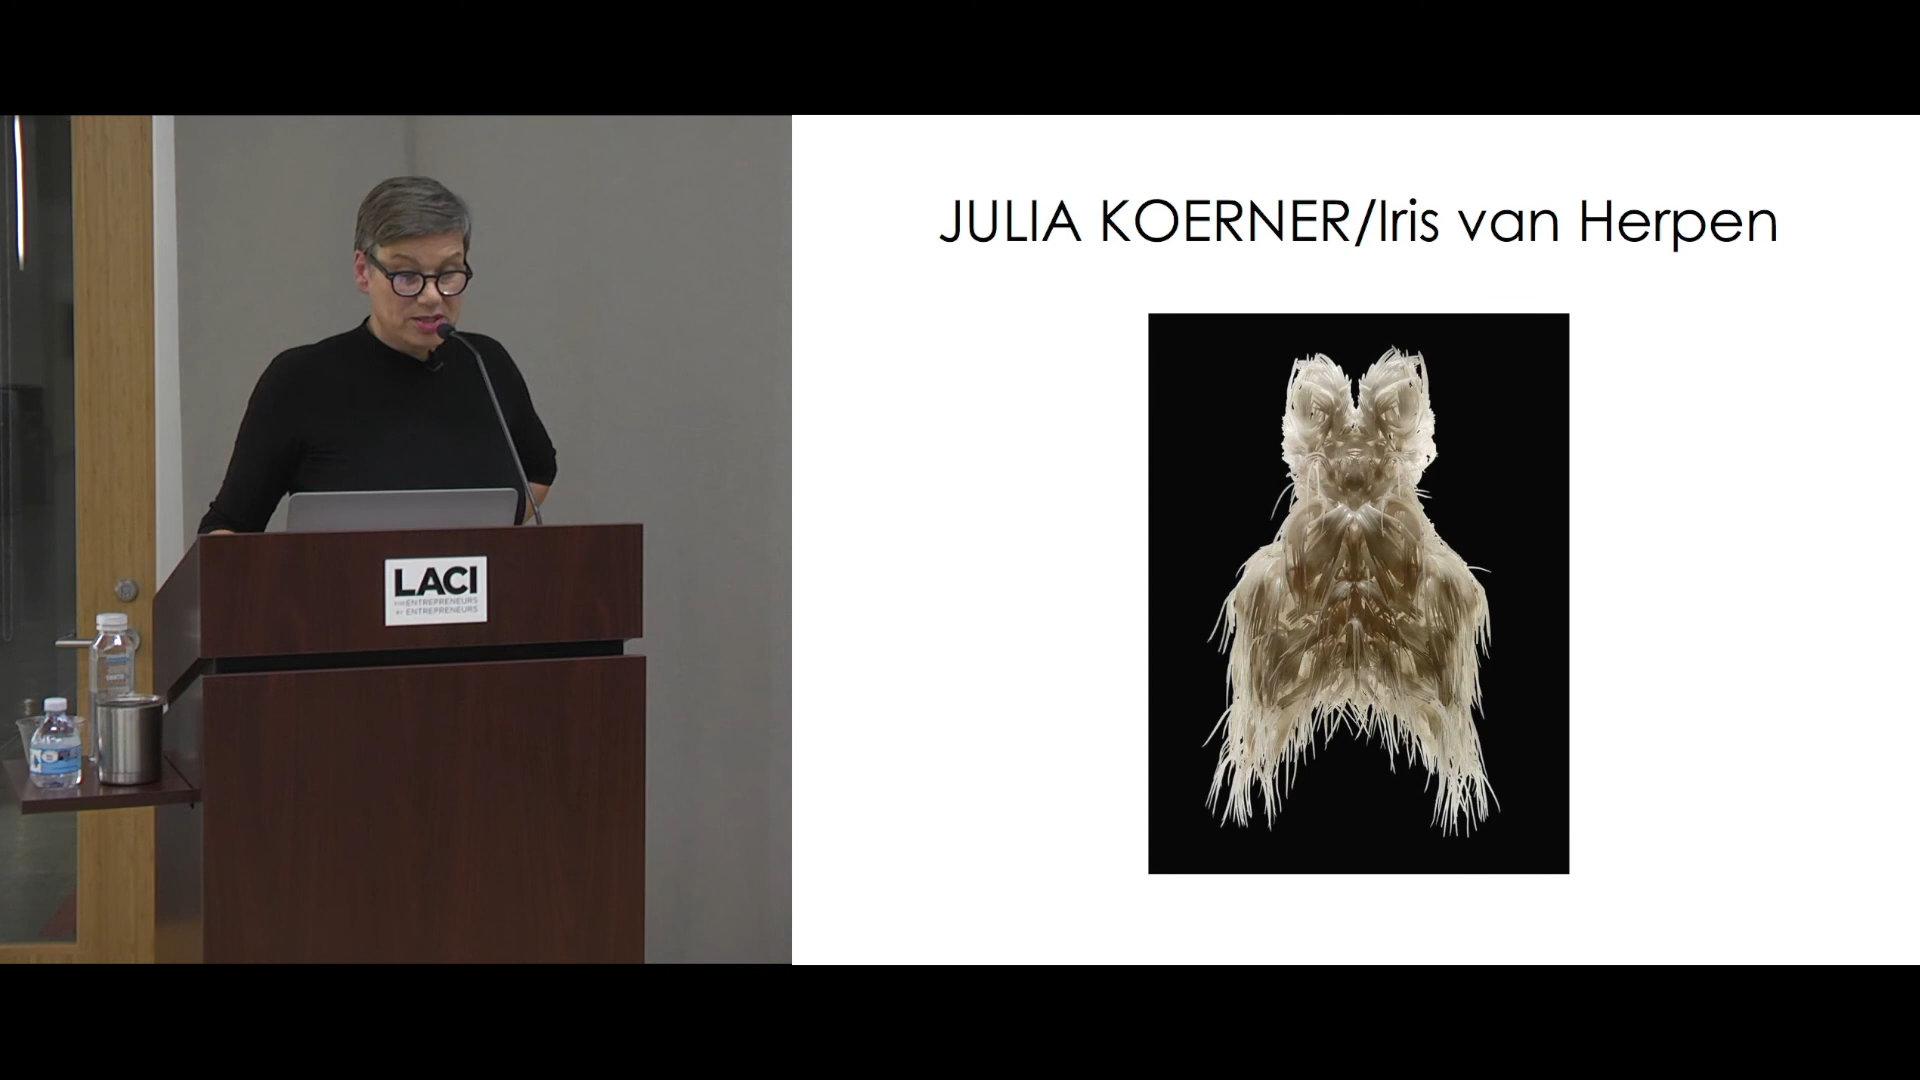 JULIA KOERNER/Iris van Herpen
LACI
FOR ENTREPRENEURS
BY ENTREPRENEURS